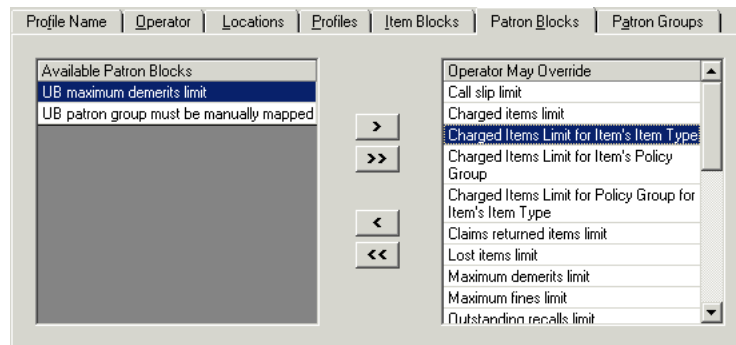 Profile Name Operator Locations Profiles Item Blocks Patron Blocks Patron Groups
Available Patron Blocks
UB maximum demerits limit
UB patron group must be manually mapped
>
>>
<
<<
Operator May Override
Call slip limit
Charged items limit
Charged Items Limit for Item's Item Type
Charged Items Limit for Item's Policy
Group
Charged Items Limit for Policy Group for
Item's Item Type
Claims returned items limit
Lost items limit
Maximum demerits limit
Maximum fines limit
Outstanding recalls limit